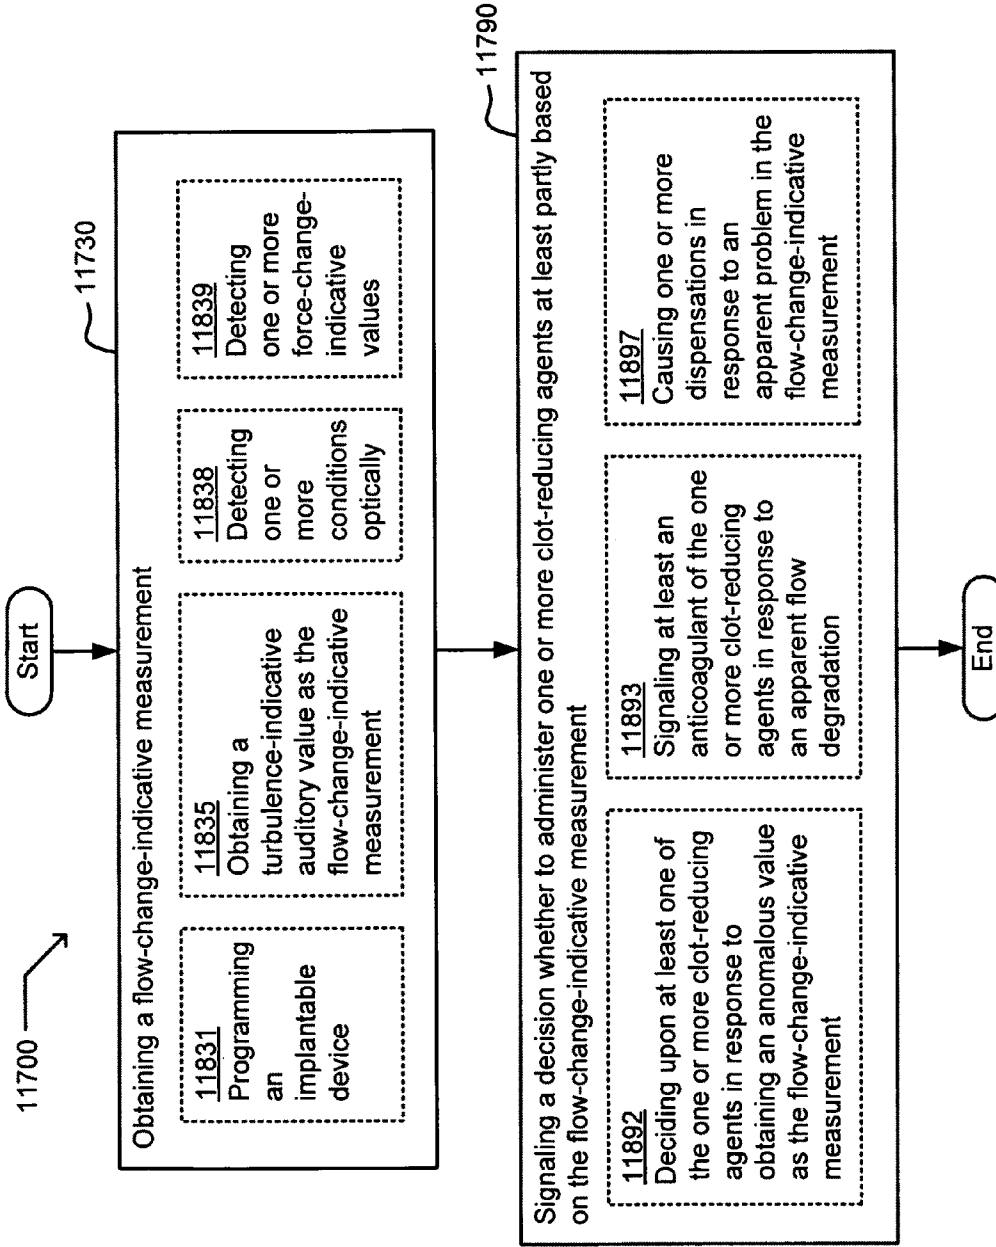 11700
Start
11730
Obtaining a flow-change-indicative measurement
11831
Programming
an
implantable
device
11835
Obtaining a
turbulence-indicative
auditory value as the
flow-change-indicative
measurement
11838
Detecting
one or
more
conditions
optically
11839
Detecting
one or more
force-change-
indicative
values
11790
Signaling a decision whether to administer one or more clot-reducing agents at least partly based
on the flow-change-indicative measurement
11892
Deciding upon at least one of
the one or more clot-reducing
agents in response to
obtaining an anomalous value
as the flow-change-indicative
measurement
11893
Signaling at least an
anticoagulant of the one
or more clot-reducing
agents in response to
an apparent flow
degradation
11897
Causing one or more
dispensations in
response to an
apparent problem in the
flow-change-indicative
measurement
End